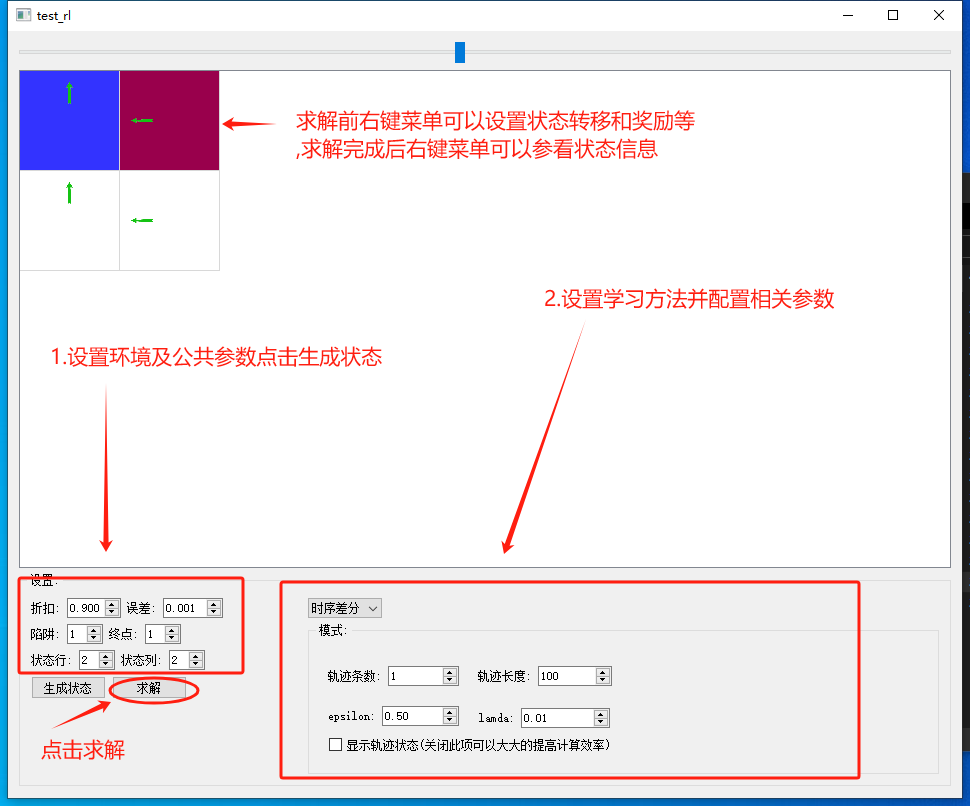 test_rl
求解前右键菜单可以设置状态转移和奖励等
,求解完成后右键菜单可以参看状态信息
2.设置学习方法并配置相关参数
1.设置环境及公共参数点击生成状态
设置:
折扣: 0.900 误差: 0.001
陷阱: 1 终点: 1
状态行: 2 状态列: 2
生成状态 求解
点击求解
时序差分
模式:
轨迹条数: 1 轨迹长度: 100
epsilon: 0.50 lamda: 0.01
显示轨迹状态(关闭此项可以大大的提高计算效率)